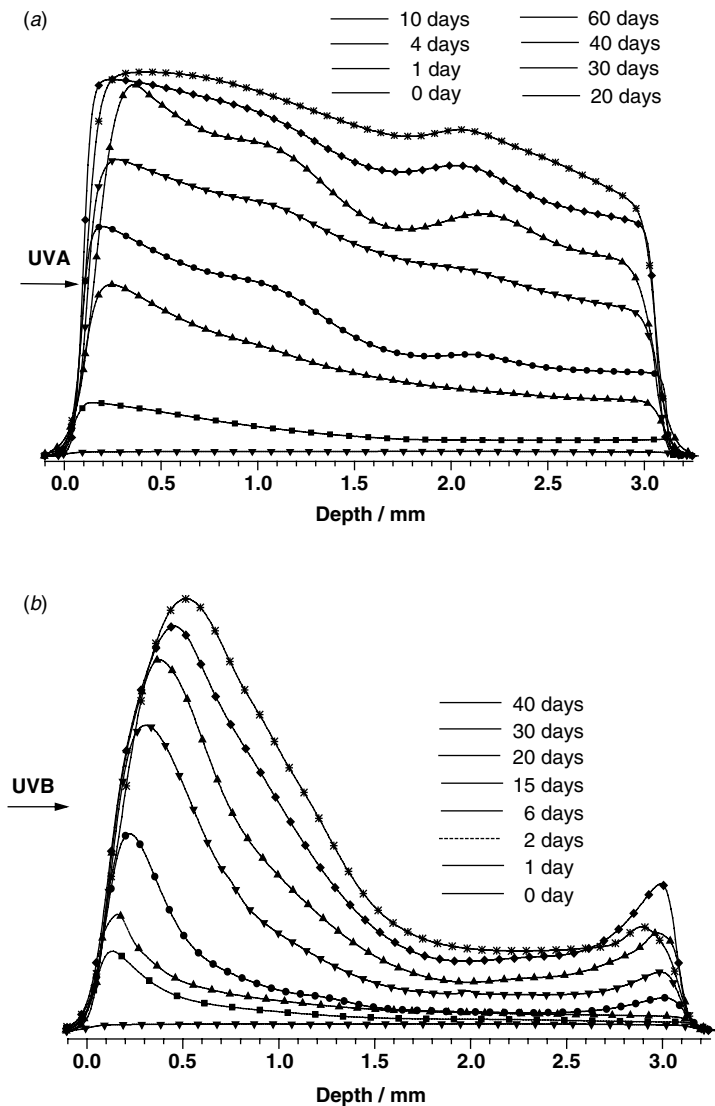 (a)
10 days 60 days
4 days 40 days
1 day 30 days
0 day 20 days
UVA
0.0 0.5 1.0 1.5 2.0 2.5 3.0
Depth / mm
(b)
40 days
30 days
20 days
15 days
6 days
2 days
1 day
0 day
UVB
0.0 0.5 1.0 1.5 2.0 2.5 3.0
Depth / mm